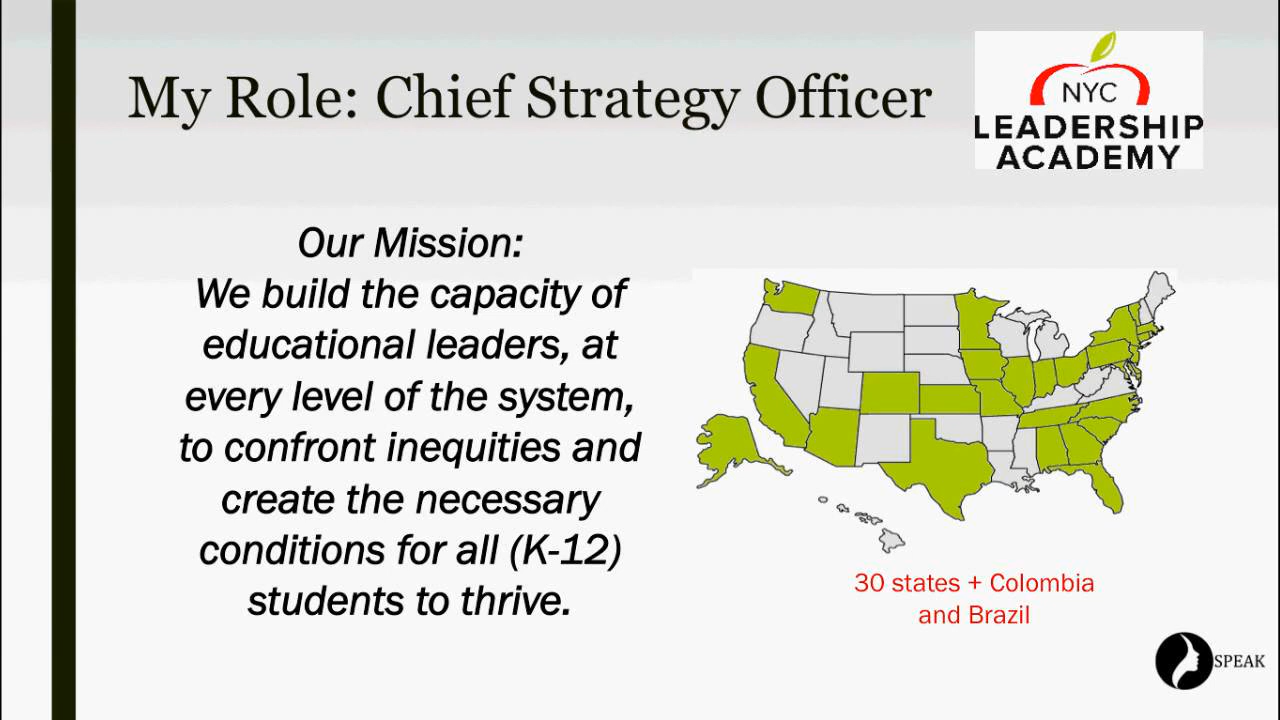 My Role: Chief Strategy Officer
NYC
LEADERSHIP
ACADEMY
Our Mission:
We build the capacity of
educational leaders, at
every level of the system,
to confront inequities and
create the necessary
conditions for all (K-12)
students to thrive.
30 states + Colombia
and Brazil
SPEAK